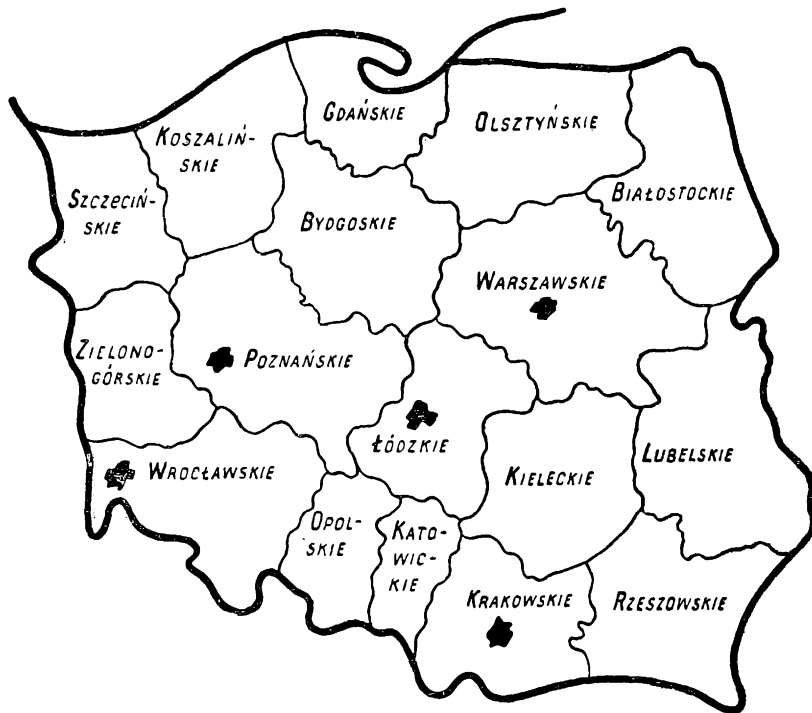 GDAŃSKIE
OLSZTYŃSKIE
KOSZALIŃ-
SKIE
SZCZECIŃ-
SKIE
BIAŁOSTOCKIE
BYDGOSKIE
WARSZAWSKIE
ZIELONO-
GÓRSKIE
POZNAŃSKIE
ŁÓDZKIE
LUBELSKIE
WROCŁAWSKIE
KIELECKIE
OPOL-
SKIE
KATO-
WIC-
KIE
KRAKOWSKIE
RZESZOWSKIE